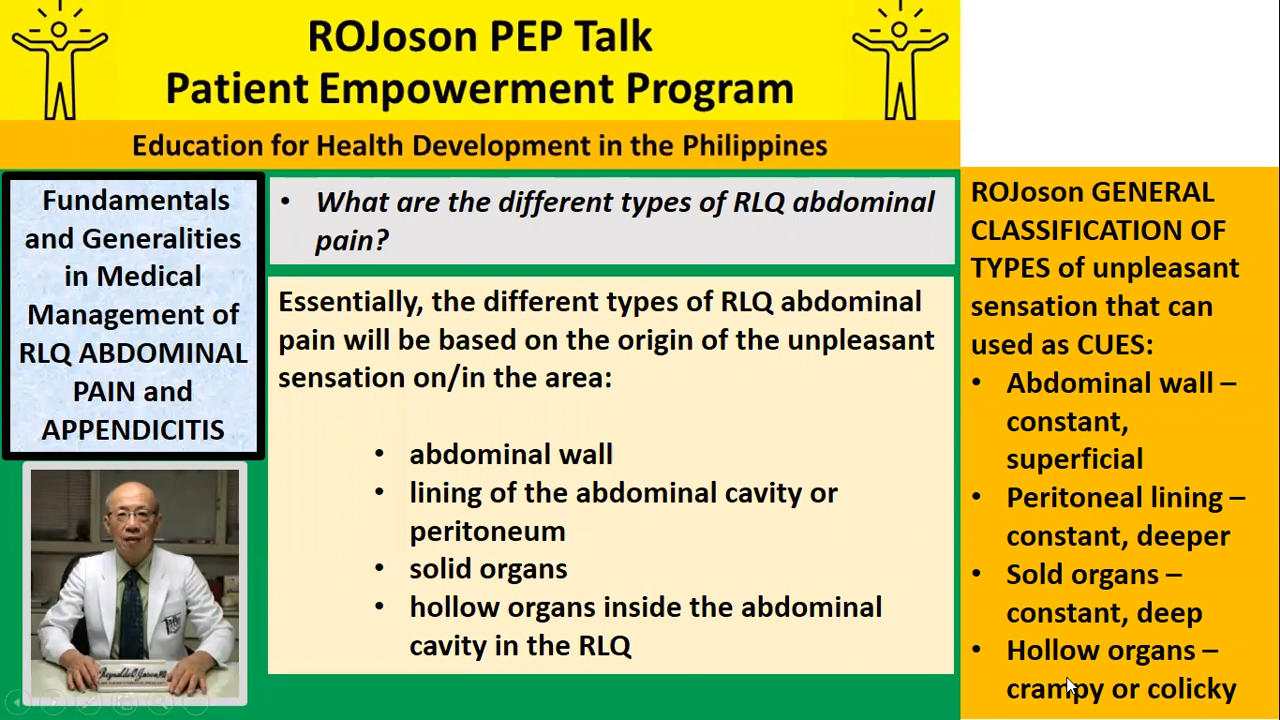 ROJoson PEP Talk
Patient Empowerment Program
Education for Health Development in the Philippines
Fundamentals
and Generalities
in Medical
Management of
RLQ ABDOMINAL
PAIN and
APPENDICITIS
• What are the different types of RLQ abdominal
pain?
Essentially, the different types of RLQ abdominal
pain will be based on the origin of the unpleasant
sensation on/in the area:
• abdominal wall
• lining of the abdominal cavity or
peritoneum
• solid organs
• hollow organs inside the abdominal
cavity in the RLQ
ROJoson GENERAL
CLASSIFICATION OF
TYPES of unpleasant
sensation that can
used as CUES:
• Abdominal wall –
constant,
superficial
• Peritoneal lining –
constant, deeper
• Sold organs –
constant, deep
• Hollow organs –
crampy or colicky